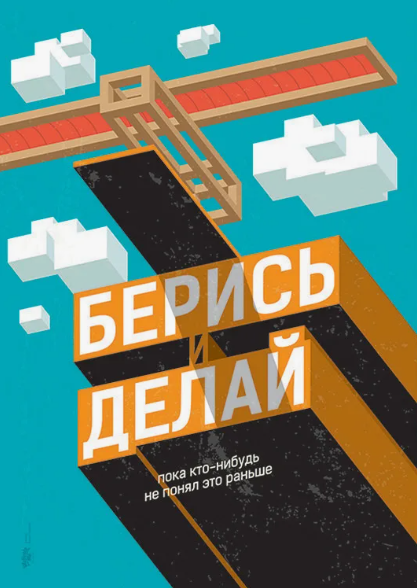 БЕРИСЬ
И
ДЕЛАЙ
пока кто-нибудь
не понял это раньше